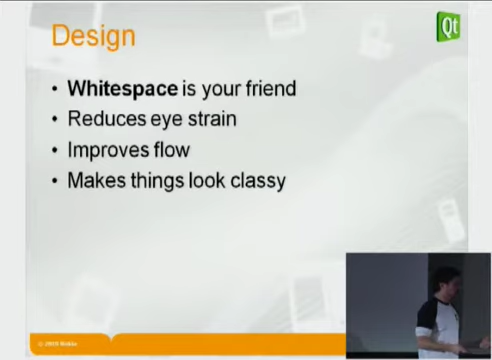 Design
Qt
• Whitespace is your friend
• Reduces eye strain
• Improves flow
• Makes things look classy